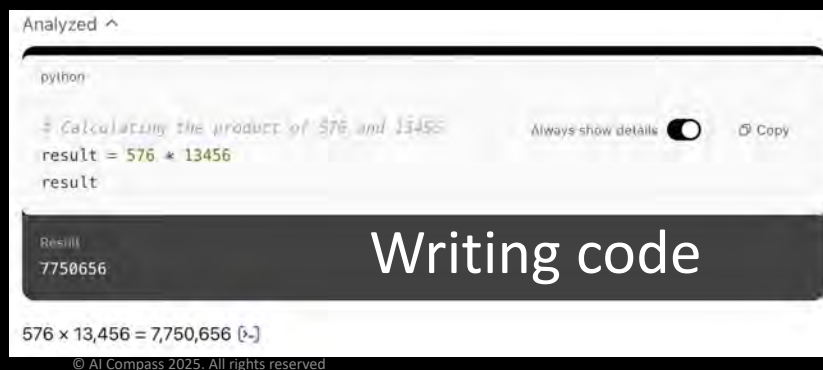 Analyzed ^
python
# Calculating the product of 576 and 13456
Always show details
Copy
result = 576 * 13456
result
Result
7750656
Writing code
576 × 13,456 = 7,750,656 [>-]
© AI Compass 2025. All rights reserved